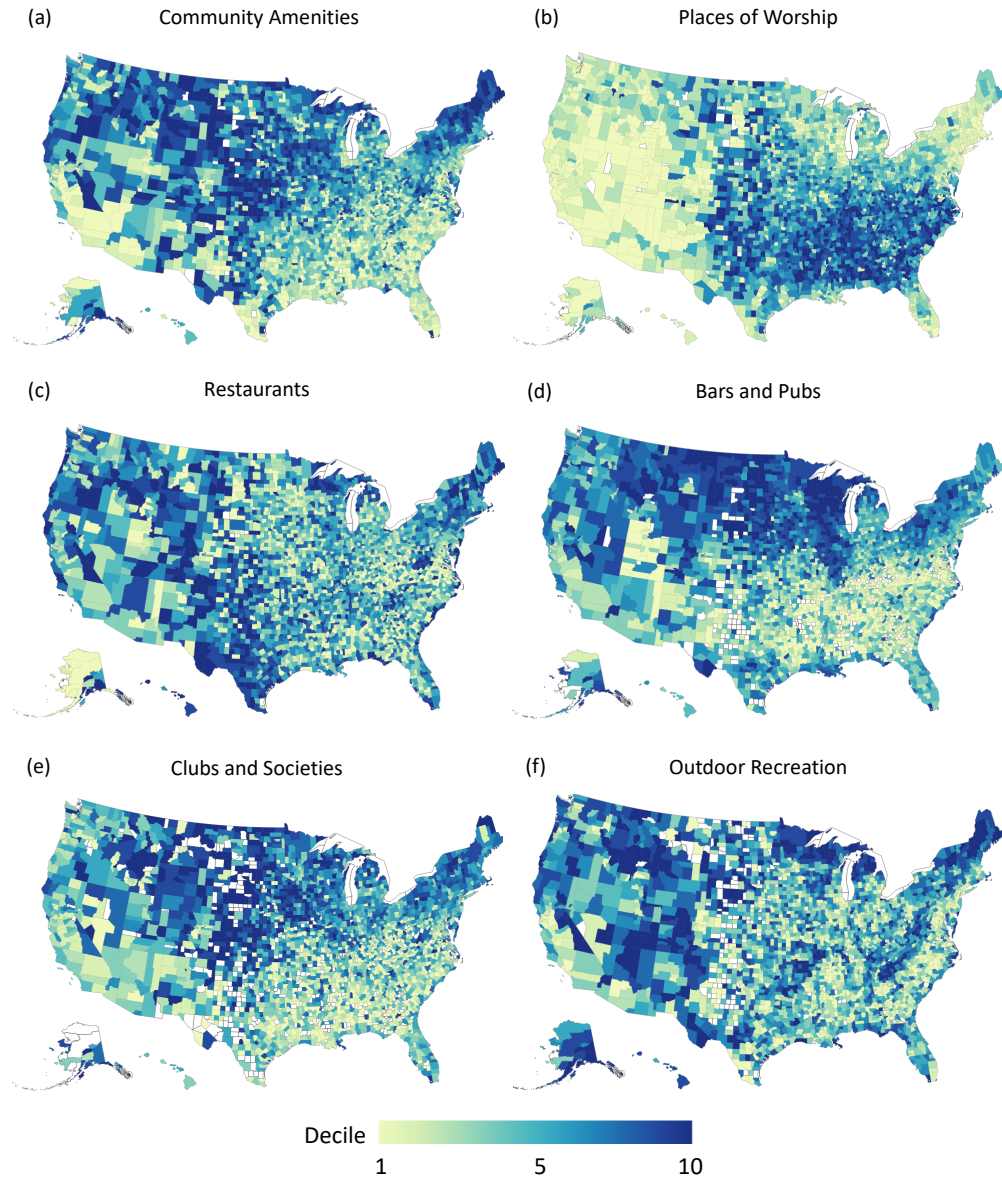 (a) Community Amenities
(b) Places of Worship
(c) Restaurants
(d) Bars and Pubs
(e) Clubs and Societies
(f) Outdoor Recreation
Decile
1 5 10